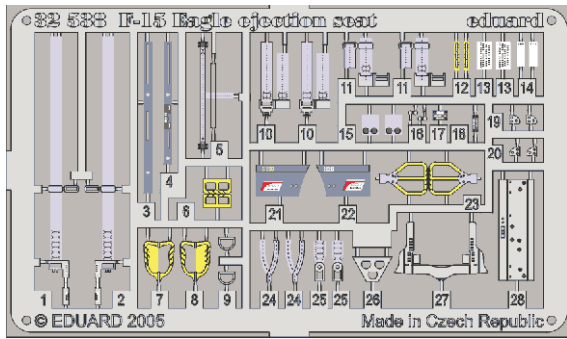 32 533 F-15 Eagle ejection seat eduard
11 11 12 13 13 14
10 10 15 16 17 18 19
5
4
3 6 20
21 22 23
1 2 7 8 9 24 24 25 25 26 27 28
© EDUARD 2005 Made in Czech Republic